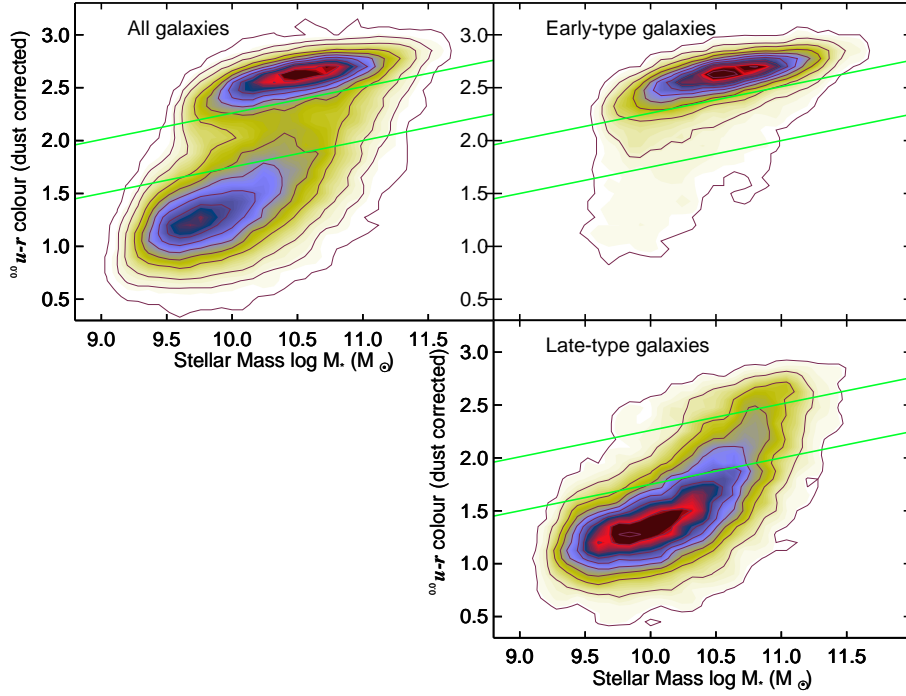 All galaxies
Early-type galaxies
3.0
2.5
2.0
1.5
1.0
0.5
0.0 u-r colour (dust corrected)
3.0
2.5
2.0
1.5
1.0
0.5
9.0 9.5 10.0 10.5 11.0 11.5
Stellar Mass log M* (M☉)
Late-type galaxies
3.0
2.5
2.0
1.5
1.0
0.5
0.0 u-r colour (dust corrected)
9.0 9.5 10.0 10.5 11.0 11.5
Stellar Mass log M* (M☉)